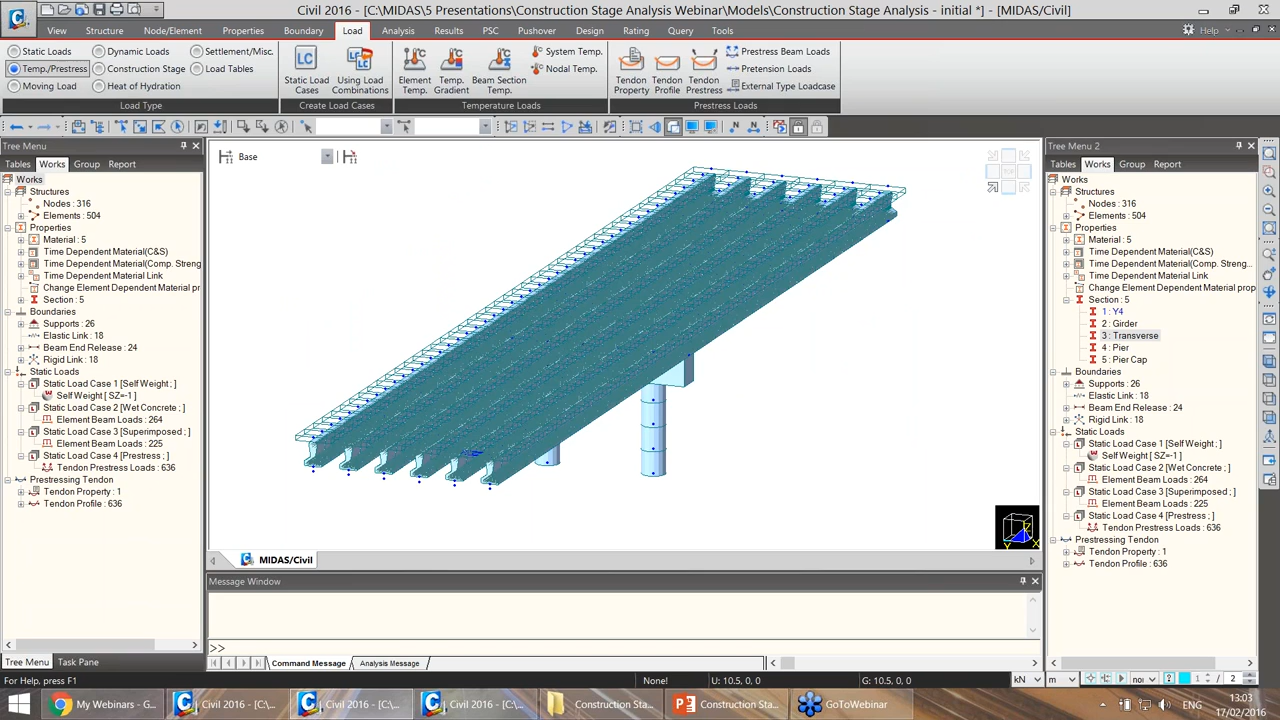 Civil 2016 - [C:\MIDAS\5 Presentations\Construction Stage Analysis Webinar\Models\Construction Stage Analysis - initial *] - [MIDAS/Civil]
View Structure Node/Element Properties Boundary Load Analysis Results PSC Pushover Design Rating Query Tools Help
Static Loads Dynamic Loads Settlement/Misc.
Temp./Prestress Construction Stage Load Tables
Moving Load Heat of Hydration
Load Type
Static Load Cases
Using Load Combinations
Create Load Cases
Element Temp.
Temp. Gradient
Beam Section Temp.
System Temp.
Nodal Temp.
Temperature Loads
Tendon Property
Tendon Profile
Tendon Prestress
Prestress Beam Loads
Pretension Loads
External Type Loadcase
Prestress Loads
Tree Menu
Tables Works Group Report
Works
Structures
Nodes : 316
Elements : 504
Properties
Material : 5
Time Dependent Material(C&S)
Time Dependent Material(Comp. Streng
Time Dependent Material Link
Change Element Dependent Material pr
Section : 5
Boundaries
Supports : 26
Elastic Link : 18
Beam End Release : 24
Rigid Link : 18
Static Loads
Static Load Case 1 [Self Weight ; ]
Self Weight [ SZ=-1 ]
Static Load Case 2 [Wet Concrete ; ]
Element Beam Loads : 264
Static Load Case 3 [Superimposed ; ]
Element Beam Loads : 225
Static Load Case 4 [Prestress ; ]
Tendon Prestress Loads : 636
Prestressing Tendon
Tendon Property : 1
Tendon Profile : 636
Tree Menu Task Pane
Base
TOP
MIDAS/Civil
Message Window
>>
Command Message Analysis Message
Tree Menu 2
Tables Works Group Report
Works
Structures
Nodes : 316
Elements : 504
Properties
Material : 5
Time Dependent Material(C&S)
Time Dependent Material(Comp. Streng...
Time Dependent Material Link
Change Element Dependent Material prop
Section : 5
1 : Y4
2 : Girder
3 : Transverse
4 : Pier
5 : Pier Cap
Boundaries
Supports : 26
Elastic Link : 18
Beam End Release : 24
Rigid Link : 18
Static Loads
Static Load Case 1 [Self Weight ; ]
Self Weight [ SZ=-1 ]
Static Load Case 2 [Wet Concrete ; ]
Element Beam Loads : 264
Static Load Case 3 [Superimposed ; ]
Element Beam Loads : 225
Static Load Case 4 [Prestress ; ]
Tendon Prestress Loads : 636
Prestressing Tendon
Tendon Property : 1
Tendon Profile : 636
For Help, press F1 None! U: 10.5, 0, 0 G: 10.5, 0, 0 kN m nol 1 / 2
My Webinars - G... Civil 2016 - [C:... Civil 2016 - [C:... Civil 2016 - [C:... Construction Sta... Construction Sta... GoToWebinar ENG 13:03
17/02/2016